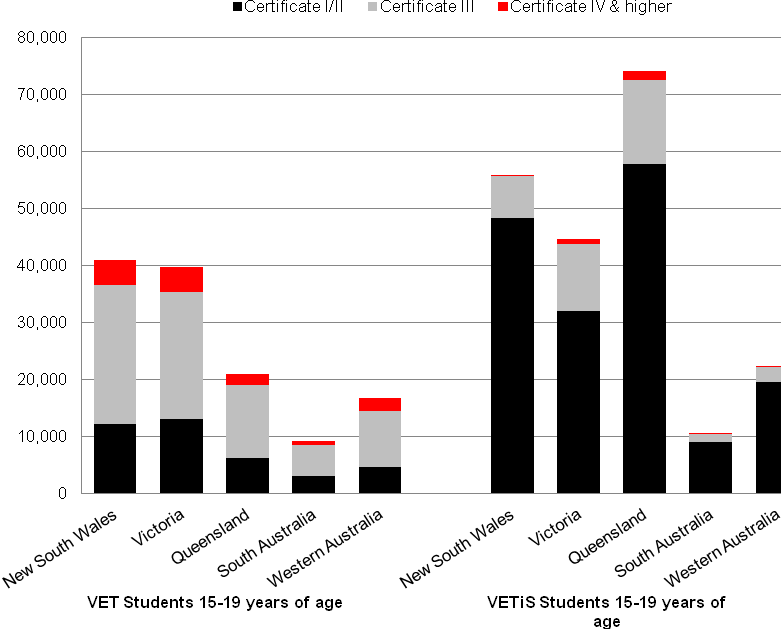 Certificate I/II Certificate III Certificate IV & higher
80,000
70,000
60,000
50,000
40,000
30,000
20,000
10,000
0
New South Wales
Victoria
Queensland
South Australia
Western Australia
New South Wales
Victoria
Queensland
South Australia
Western Australia
VET Students 15-19 years of age
VETiS Students 15-19 years of
age